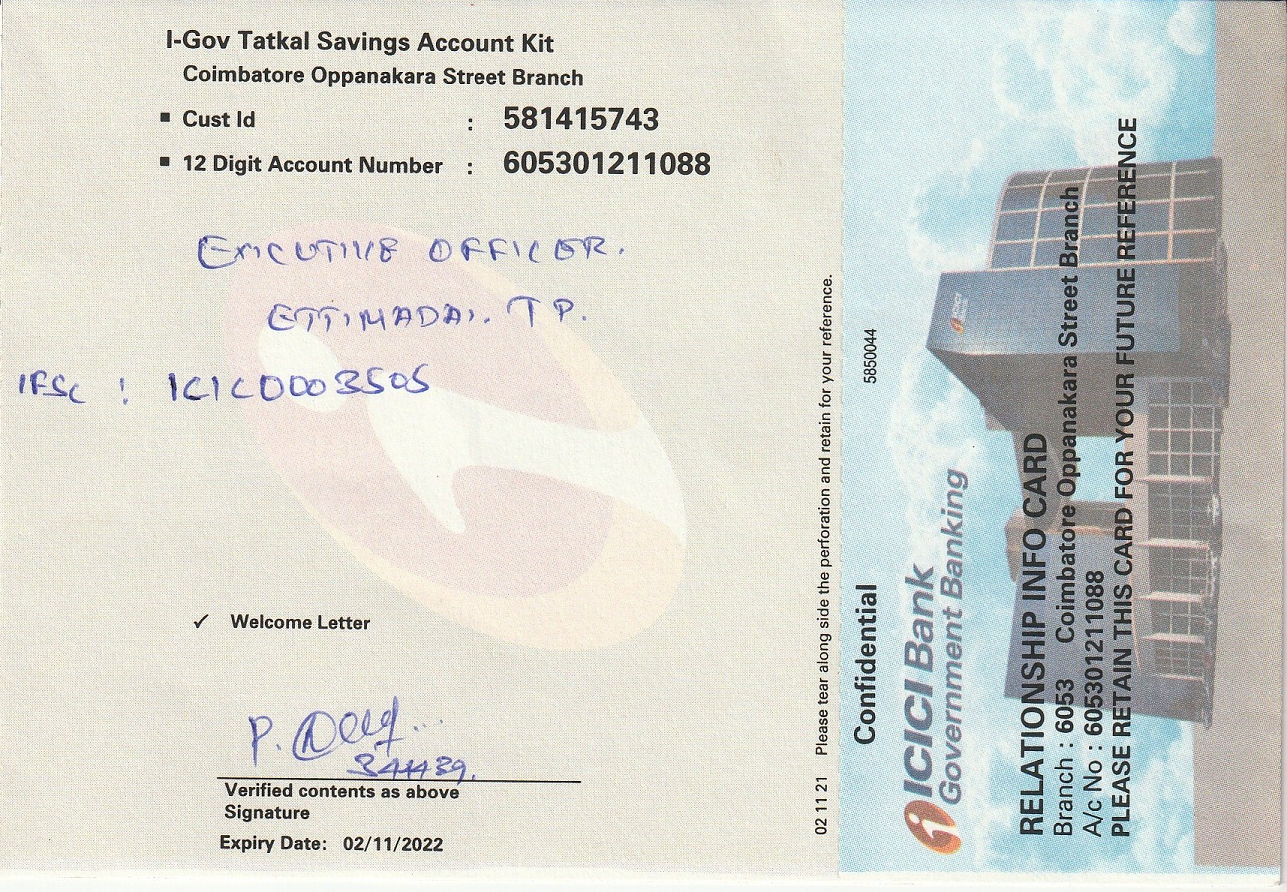 I-Gov Tatkal Savings Account Kit
Coimbatore Oppanakara Street Branch
Cust Id : 581415743
12 Digit Account Number : 605301211088
EXICUTIVE OFFICER.
ETTIMADAI. T P.
IFSC : ICIC0003505
✓ Welcome Letter
P.
34439.
Verified contents as above
Signature
Expiry Date: 02/11/2022
02 11 21 Please tear along side the perforation and retain for your reference.
Confidential 5850044
ICICI Bank
Government Banking
RELATIONSHIP INFO CARD
Branch : 6053 Coimbatore Oppanakara Street Branch
A/c No : 605301211088
PLEASE RETAIN THIS CARD FOR YOUR FUTURE REFERENCE